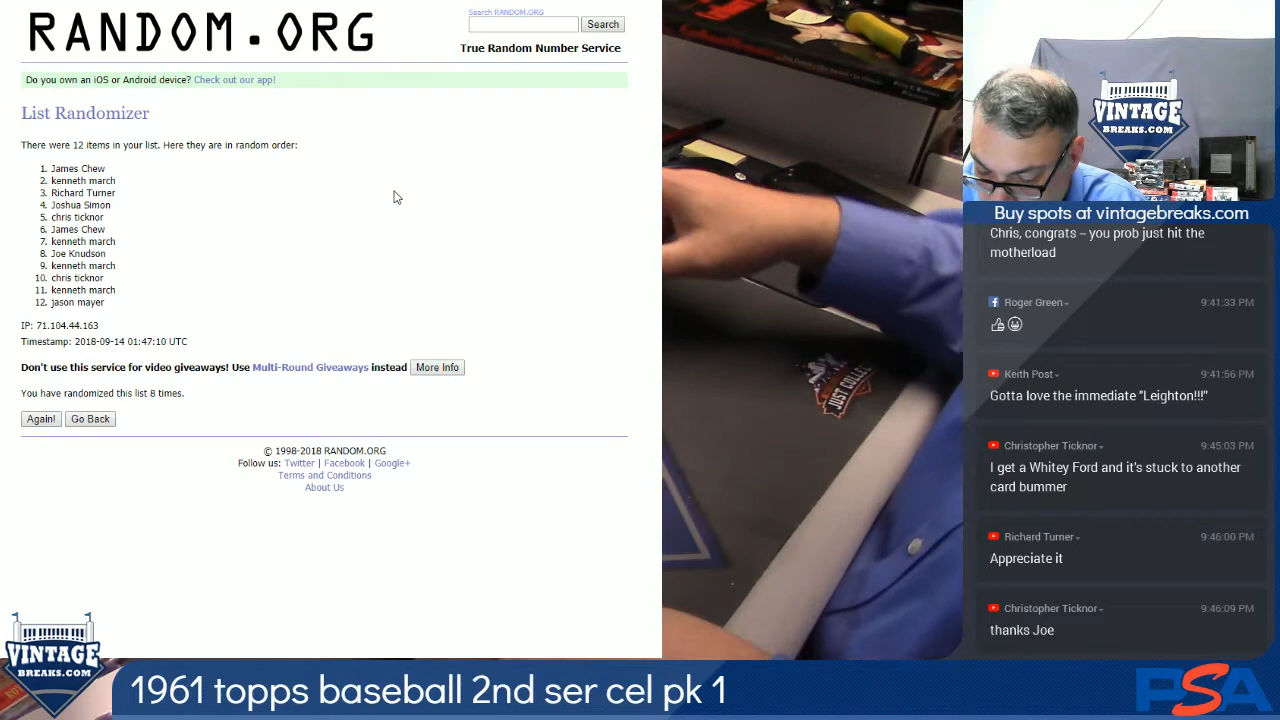 RANDOM.ORG
Search RANDOM.ORG
Search
True Random Number Service
Do you own an iOS or Android device? Check out our app!
List Randomizer
There were 12 items in your list. Here they are in random order:
1. James Chew
2. kenneth march
3. Richard Turner
4. Joshua Simon
5. chris ticknor
6. James Chew
7. kenneth march
8. Joe Knudson
9. kenneth march
10. chris ticknor
11. kenneth march
12. jason mayer
IP: 71.104.44.163
Timestamp: 2018-09-14 01:47:10 UTC
Don't use this service for video giveaways! Use Multi-Round Giveaways instead More Info
You have randomized this list 8 times.
Again! Go Back
© 1998-2018 RANDOM.ORG
Follow us: Twitter | Facebook | Google+
Terms and Conditions
About Us
JUST COLLECT
VINTAGE
BREAKS.COM
Buy spots at vintagebreaks.com
Chris, congrats – you prob just hit the
motherload
Roger Green 9:41:33 PM
👍😀
Keith Post 9:41:56 PM
Gotta love the immediate "Leighton!!!"
Christopher Ticknor 9:45:03 PM
I get a Whitey Ford and it's stuck to another
card bummer
Richard Turner 9:46:00 PM
Appreciate it
Christopher Ticknor 9:46:09 PM
thanks Joe
VINTAGE
BREAKS.COM
1961 topps baseball 2nd ser cel pk 1
PSA